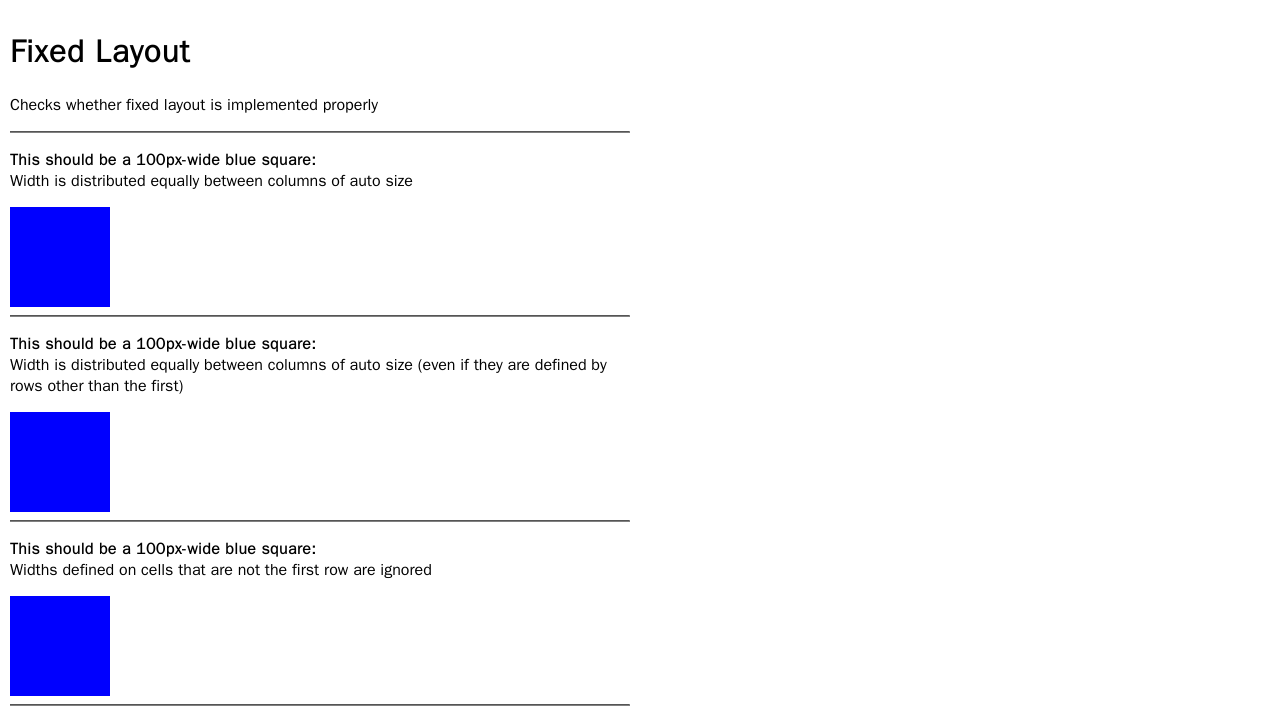 Fixed Layout
Checks whether fixed layout is implemented properly
This should be a 100px-wide blue square:
Width is distributed equally between columns of auto size
This should be a 100px-wide blue square:
Width is distributed equally between columns of auto size (even if they are defined by
rows other than the first)
This should be a 100px-wide blue square:
Widths defined on cells that are not the first row are ignored